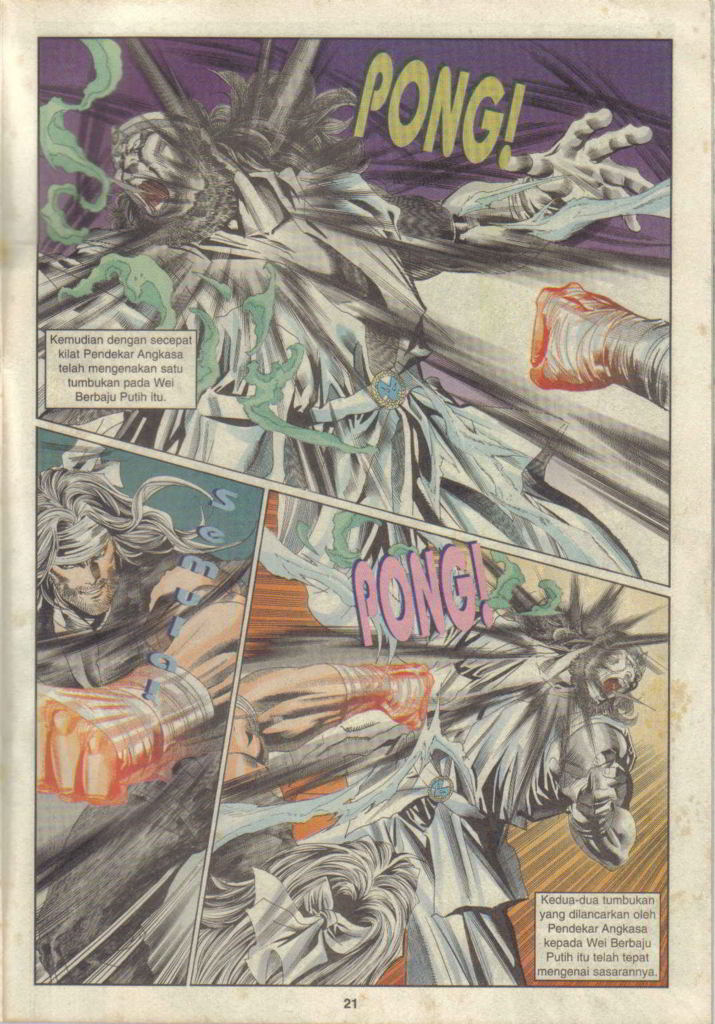 PONG!
Kemudian dengan secepat
kilat Pendekar Angkasa
telah mengenakan satu
tumbukan pada Wei
Berbaju Putih itu.
Semurai
PONG!
Kedua-dua tumbukan
yang dilancarkan oleh
Pendekar Angkasa
kepada Wei Berbaju
Putih itu telah tepat
mengenai sasarannya.
21